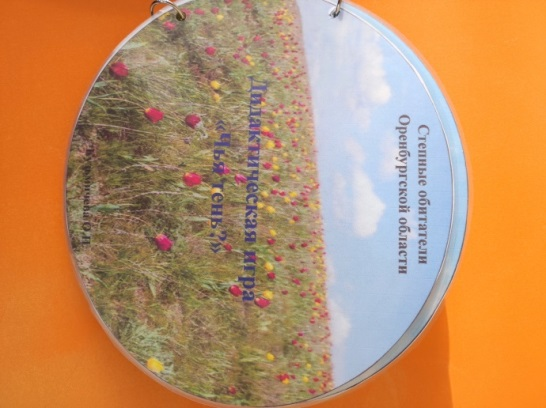 Степные обитатели
Оренбургской области
Дидактическая игра
«Чья тень?»